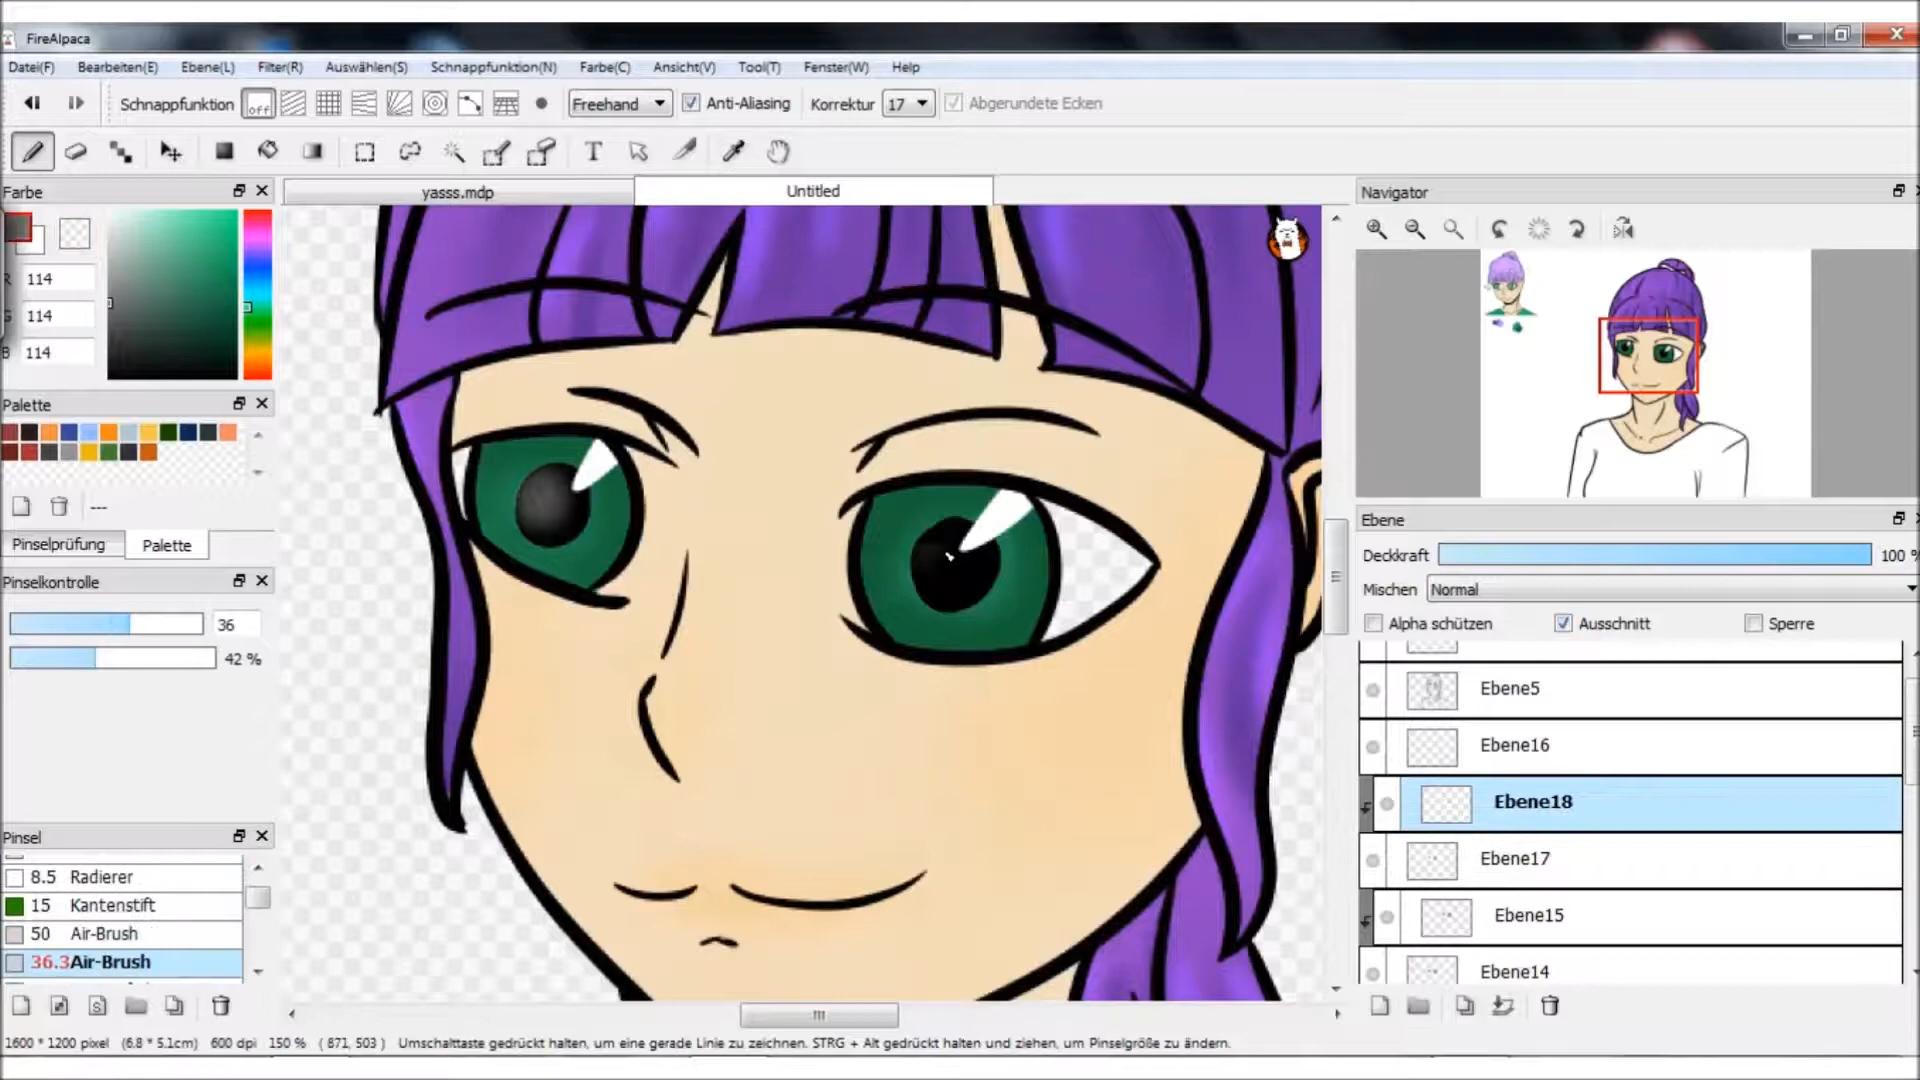 FireAlpaca
Datei(F) Bearbeiten(E) Ebene(L) Filter(R) Auswählen(S) Schnappfunktion(N) Farbe(C) Ansicht(V) Tool(T) Fenster(W) Help
Schnappfunktion off Freehand Anti-Aliasing Korrektur 17 Abgerundete Ecken
T
Farbe
yasss.mdp Untitled
Navigator
R 114
G 114
B 114
Palette
---
Pinselprüfung Palette
Pinselkontrolle
36
42 %
Pinsel
8.5 Radierer
15 Kantenstift
50 Air-Brush
36.3 Air-Brush
S
Ebene
Deckkraft 100 %
Mischen Normal
Alpha schützen Ausschnitt Sperre
Ebene5
Ebene16
Ebene18
Ebene17
Ebene15
Ebene14
1600 * 1200 pixel (6.8 * 5.1cm) 600 dpi 150 % ( 871, 503 ) Umschalttaste gedrückt halten, um eine gerade Linie zu zeichnen. STRG + Alt gedrückt halten und ziehen, um Pinselgröße zu ändern.